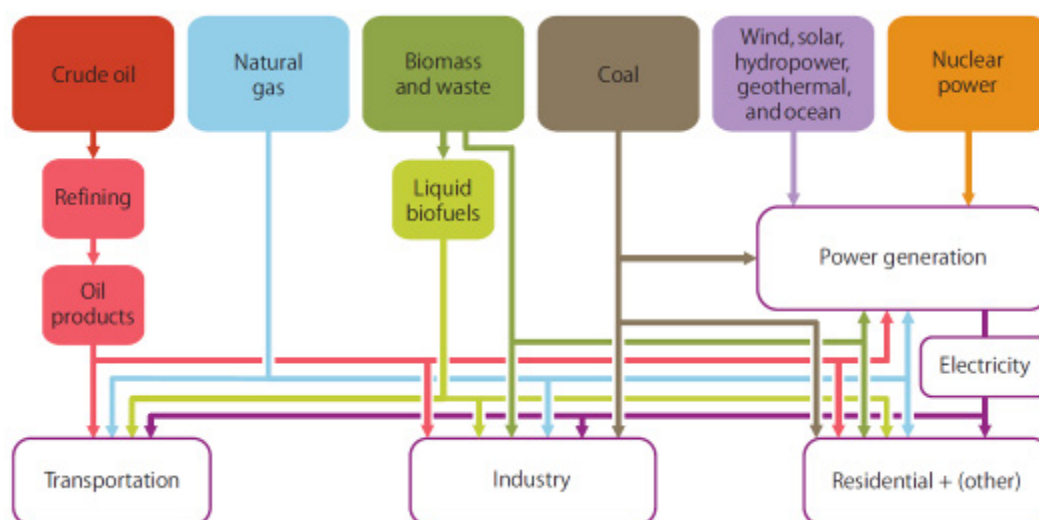 Crude oil
Natural
gas
Biomass
and waste
Coal
Wind, solar,
hydropower,
geothermal,
and ocean
Nuclear
power
Refining
Liquid
biofuels
Power generation
Oil
products
Electricity
Transportation
Industry
Residential + (other)